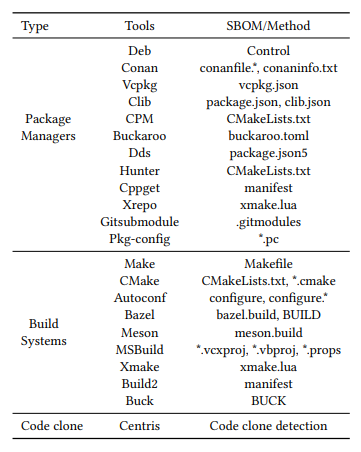 Type Tools SBOM/Method
Deb Control
Conan conanfile.*, conaninfo.txt
Vcpkg vcpkg.json
Clib package.json, clib.json
CPM CMakeLists.txt
Package Managers Buckaroo buckaroo.toml
Dds package.json5
Hunter CMakeLists.txt
Cppget manifest
Xrepo xmake.lua
Gitsubmodule .gitmodules
Pkg-config *.pc
Make Makefile
CMake CMakeLists.txt, *.cmake
Autoconf configure, configure.*
Bazel bazel.build, BUILD
Build Systems Meson meson.build
MSBuild *.vcxproj, *.vbproj, *.props
Xmake xmake.lua
Build2 manifest
Buck BUCK
Code clone Centris Code clone detection